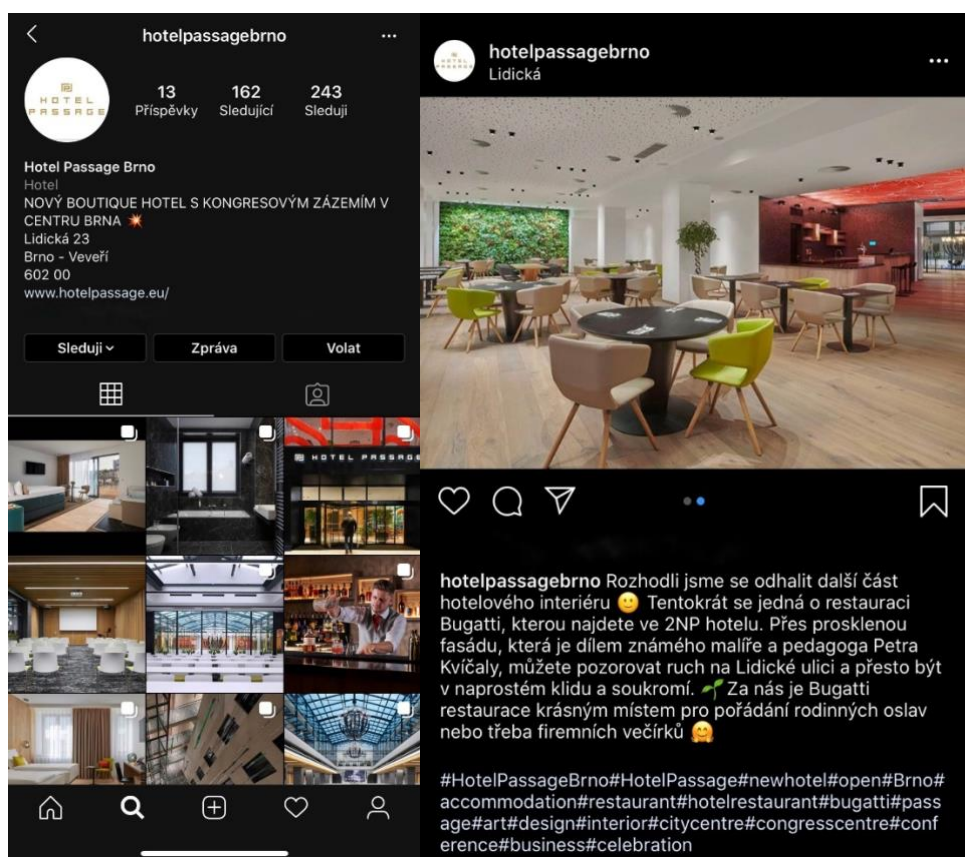 hotelpassagebrno
HOTEL
PASSAGE
13
162
243
Příspěvky
Sledující
Sleduji
Hotel Passage Brno
Hotel
NOVÝ BOUTIQUE HOTEL S KONGRESOVÝM ZÁZEMÍM V
CENTRU BRNA 💥
Lidická 23
Brno - Veveří
602 00
www.hotelpassage.eu/
Sleduji
Zpráva
Volat
HOTEL PASSAGE
hotelpassagebrno
Lidická
HOTEL
PASSAGE
hotelpassagebrno Rozhodli jsme se odhalit další část
hotelového interiéru 🙂 Tentokrát se jedná o restauraci
Bugatti, kterou najdete ve 2NP hotelu. Přes prosklenou
fasádu, která je dílem známého malíře a pedagoga Petra
Kvíčaly, můžete pozorovat ruch na Lidické ulici a přesto být
v naprostém klidu a soukromí. 🌱 Za nás je Bugatti
restaurace krásným místem pro pořádání rodinných oslav
nebo třeba firemních večírků 🤗
#HotelPassageBrno#HotelPassage#newhotel#open#Brno#
accommodation#restaurant#hotelrestaurant#bugatti#pass
age#art#design#interior#citycentre#congresscentre#conf
erence#business#celebration